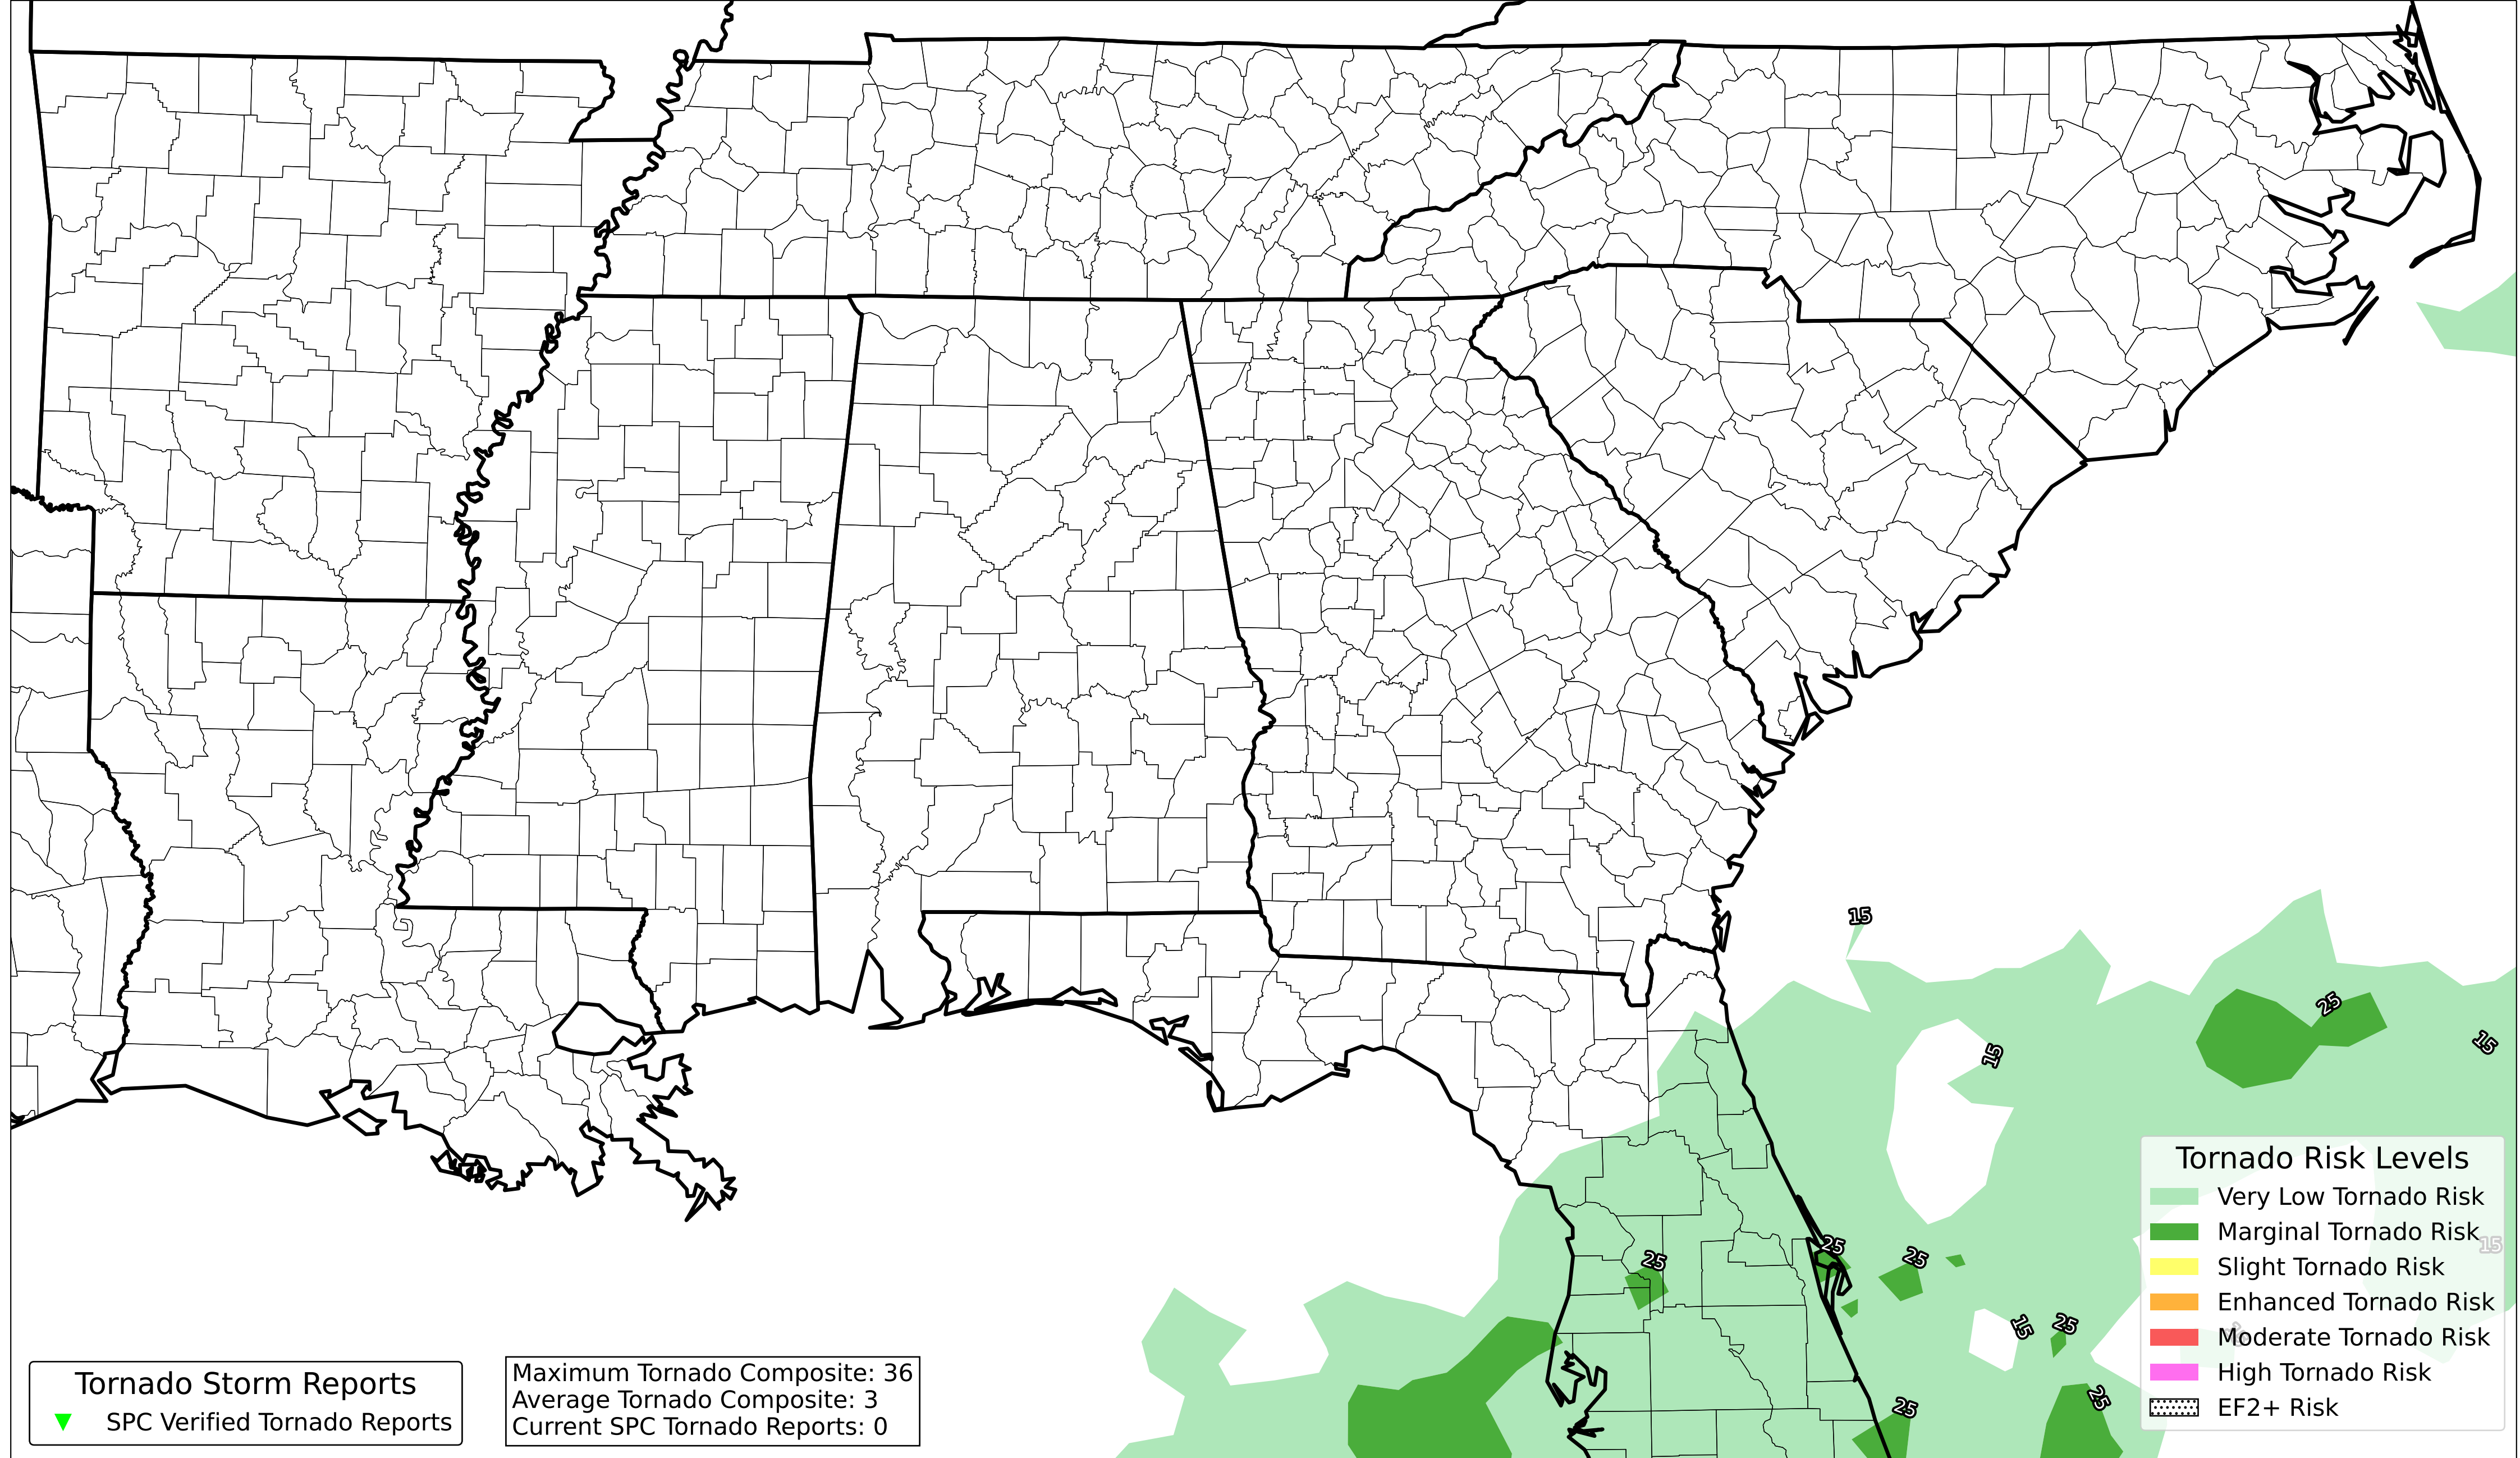 15
25
15
15
Tornado Risk Levels
Very Low Tornado Risk
Marginal Tornado Risk
15
Slight Tornado Risk
Enhanced Tornado Risk
Moderate Tornado Risk
High Tornado Risk
EF2+ Risk
25
25
25
15
25
25
25
Tornado Storm Reports
SPC Verified Tornado Reports
Maximum Tornado Composite: 36
Average Tornado Composite: 3
Current SPC Tornado Reports: 0